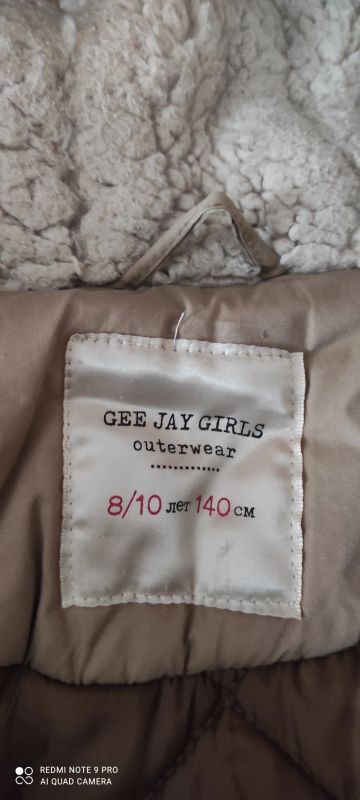 GEE JAY GIRLS
outerwear
8/10 лет 140 см
REDMI NOTE 9 PRO
AI QUAD CAMERA